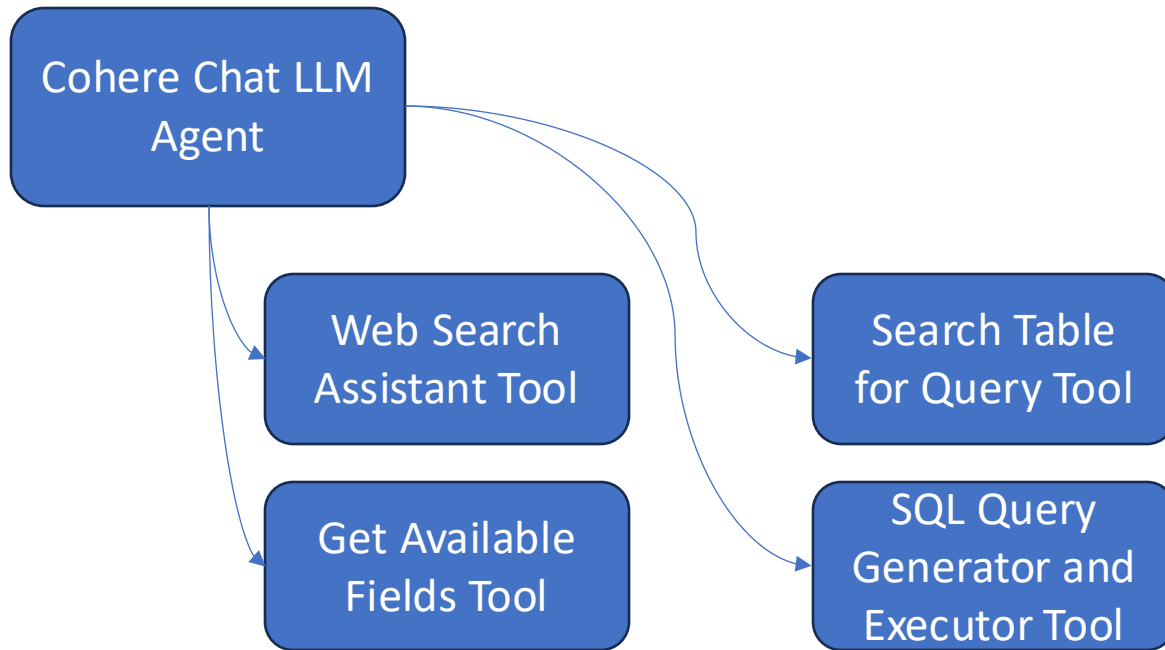 Cohere Chat LLM
Agent
Web Search
Assistant Tool
Search Table
for Query Tool
Get Available
Fields Tool
SQL Query
Generator and
Executor Tool